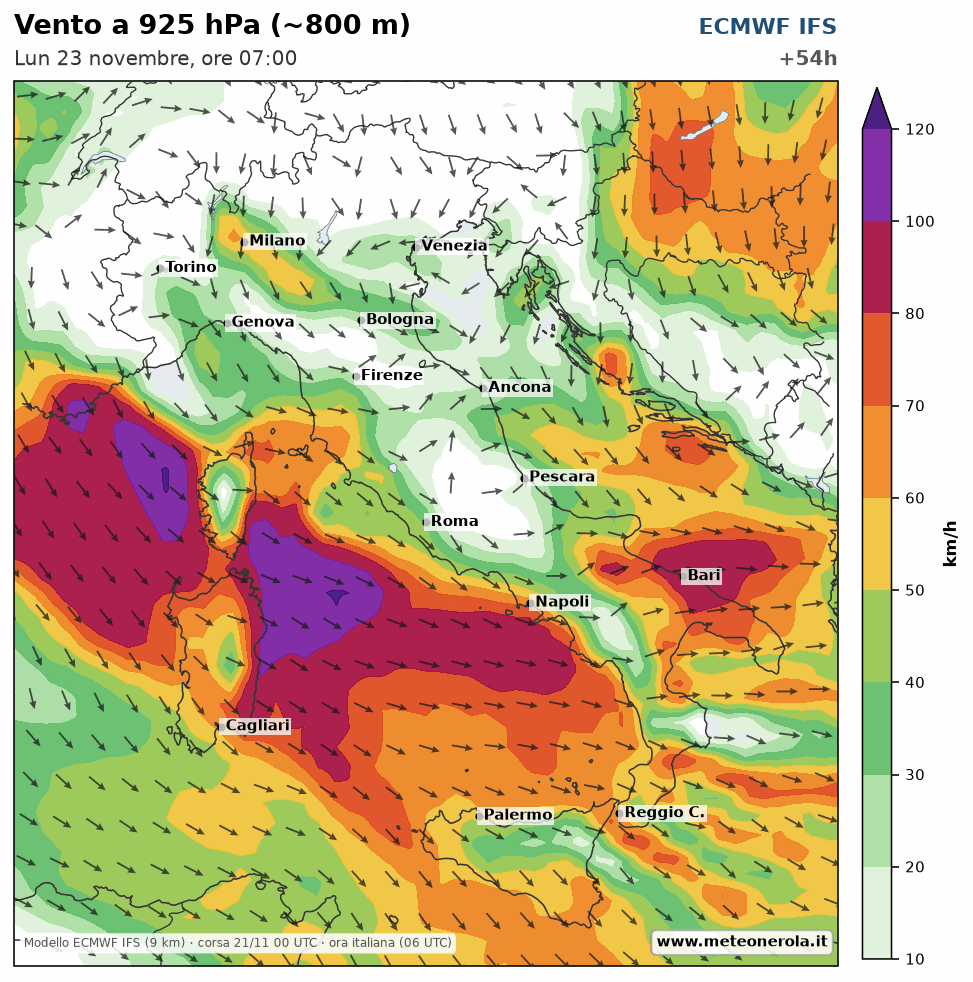 Vento a 925 hPa (~800 m)
ECMWF IFS
Lun 23 novembre, ore 07:00
+54h
Milano
Venezia
Torino
Genova
Bologna
Firenze
Ancona
Pescara
Roma
Bari
Napoli
Cagliari
Palermo
Reggio C.
120
100
80
70
60
50
40
30
20
10
km/h
Modello ECMWF IFS (9 km) · corsa 21/11 00 UTC · ora italiana (06 UTC)
www.meteonerola.it